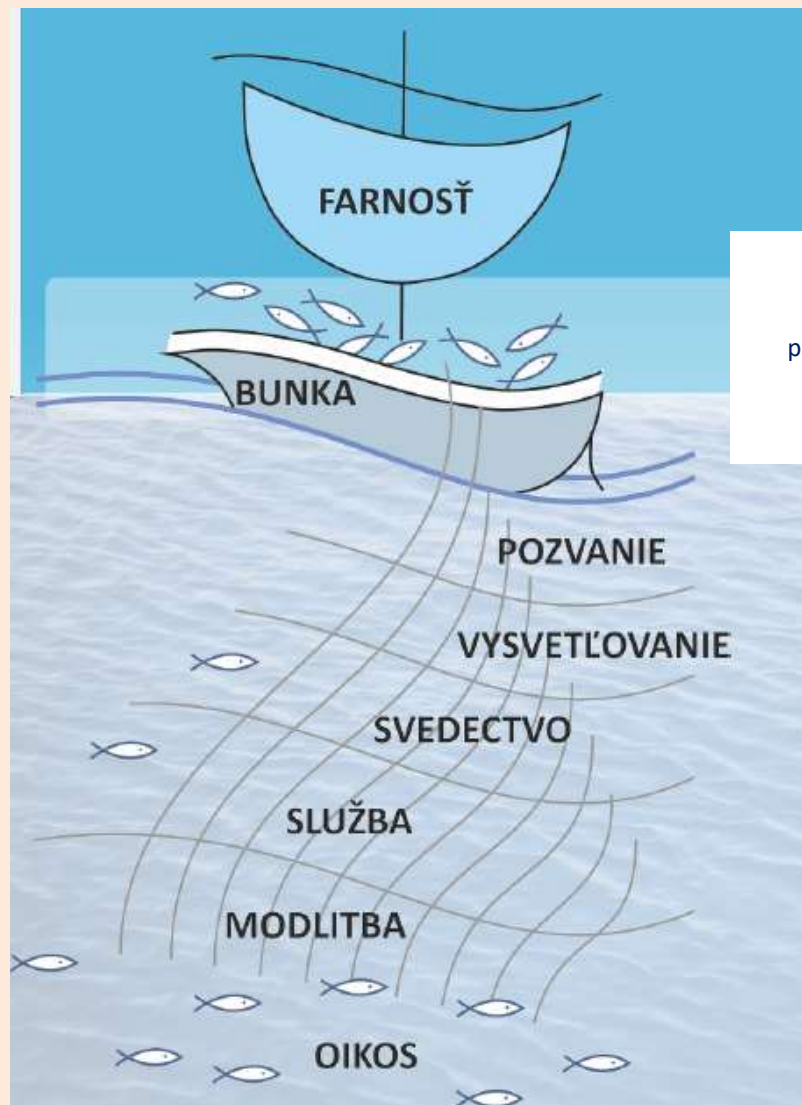 FARNOSŤ
p
BUNKA
POZVANIE
VYSVETĽOVANIE
SVEDECTVO
SLUŽBA
MODLITBA
OIKOS